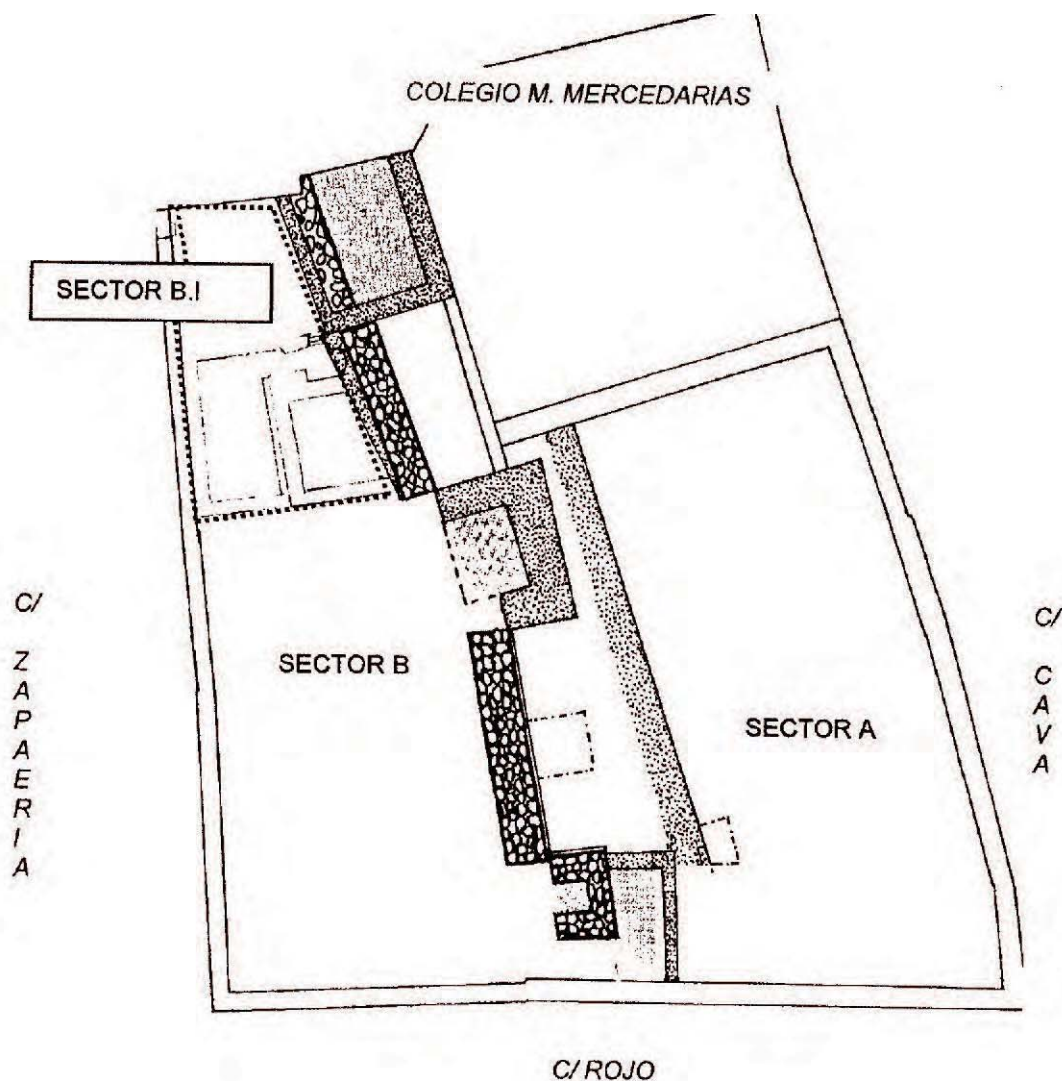 COLEGIO M. MERCEDARIAS
SECTOR B.I
C/ ZAPAERIA
SECTOR B
SECTOR A
C/ CAVA
C/ ROJO